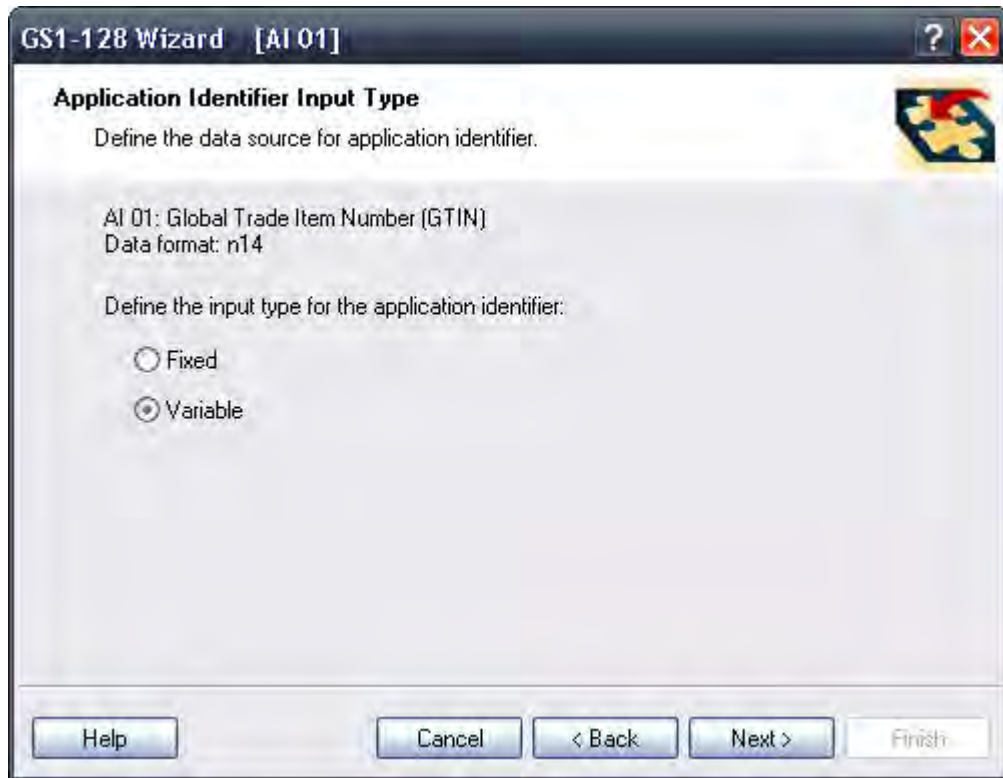 GS1-128 Wizard [AI 01]
?
Application Identifier Input Type
Define the data source for application identifier.
AI 01: Global Trade Item Number (GTIN)
Data format: n14
Define the input type for the application identifier:
Fixed
Variable
Help Cancel < Back Next > Finish